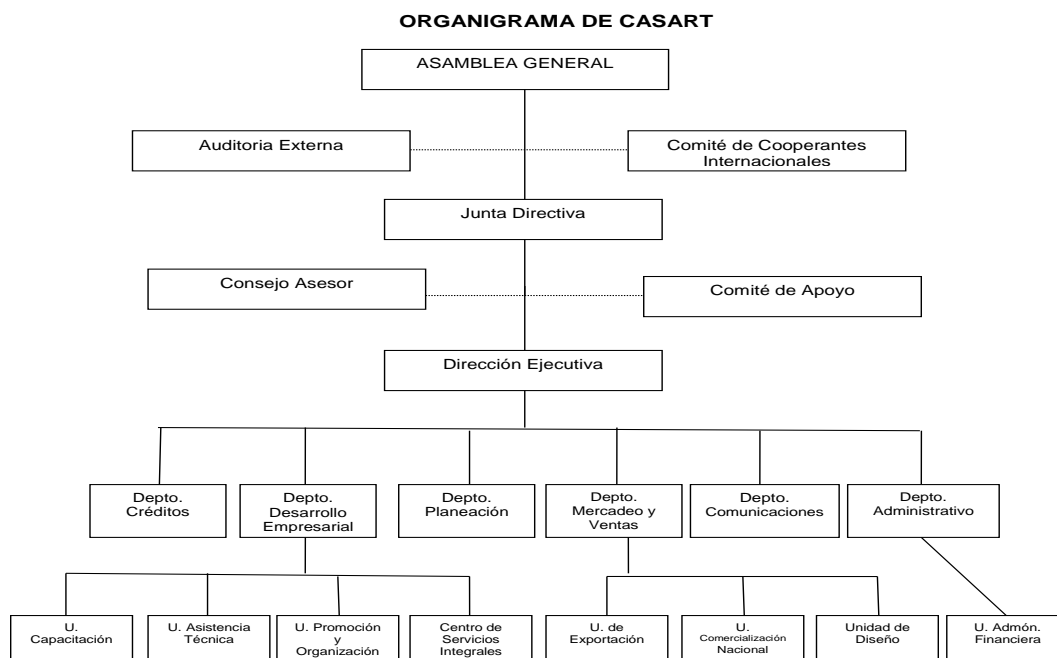 ORGANIGRAMA DE CASART
ASAMBLEA GENERAL
Auditoria Externa
Comité de Cooperantes
Internacionales
Junta Directiva
Consejo Asesor
Comité de Apoyo
Dirección Ejecutiva
Depto.
Créditos
Depto.
Desarrollo
Empresarial
Depto.
Planeación
Depto.
Mercadeo y
Ventas
Depto.
Comunicaciones
Depto.
Administrativo
U.
Capacitación
U. Asistencia
Técnica
U. Promoción
y
Organización
Centro de
Servicios
Integrales
U. de
Exportación
U.
Comercialización
Nacional
Unidad de
Diseño
U. Admón.
Financiera